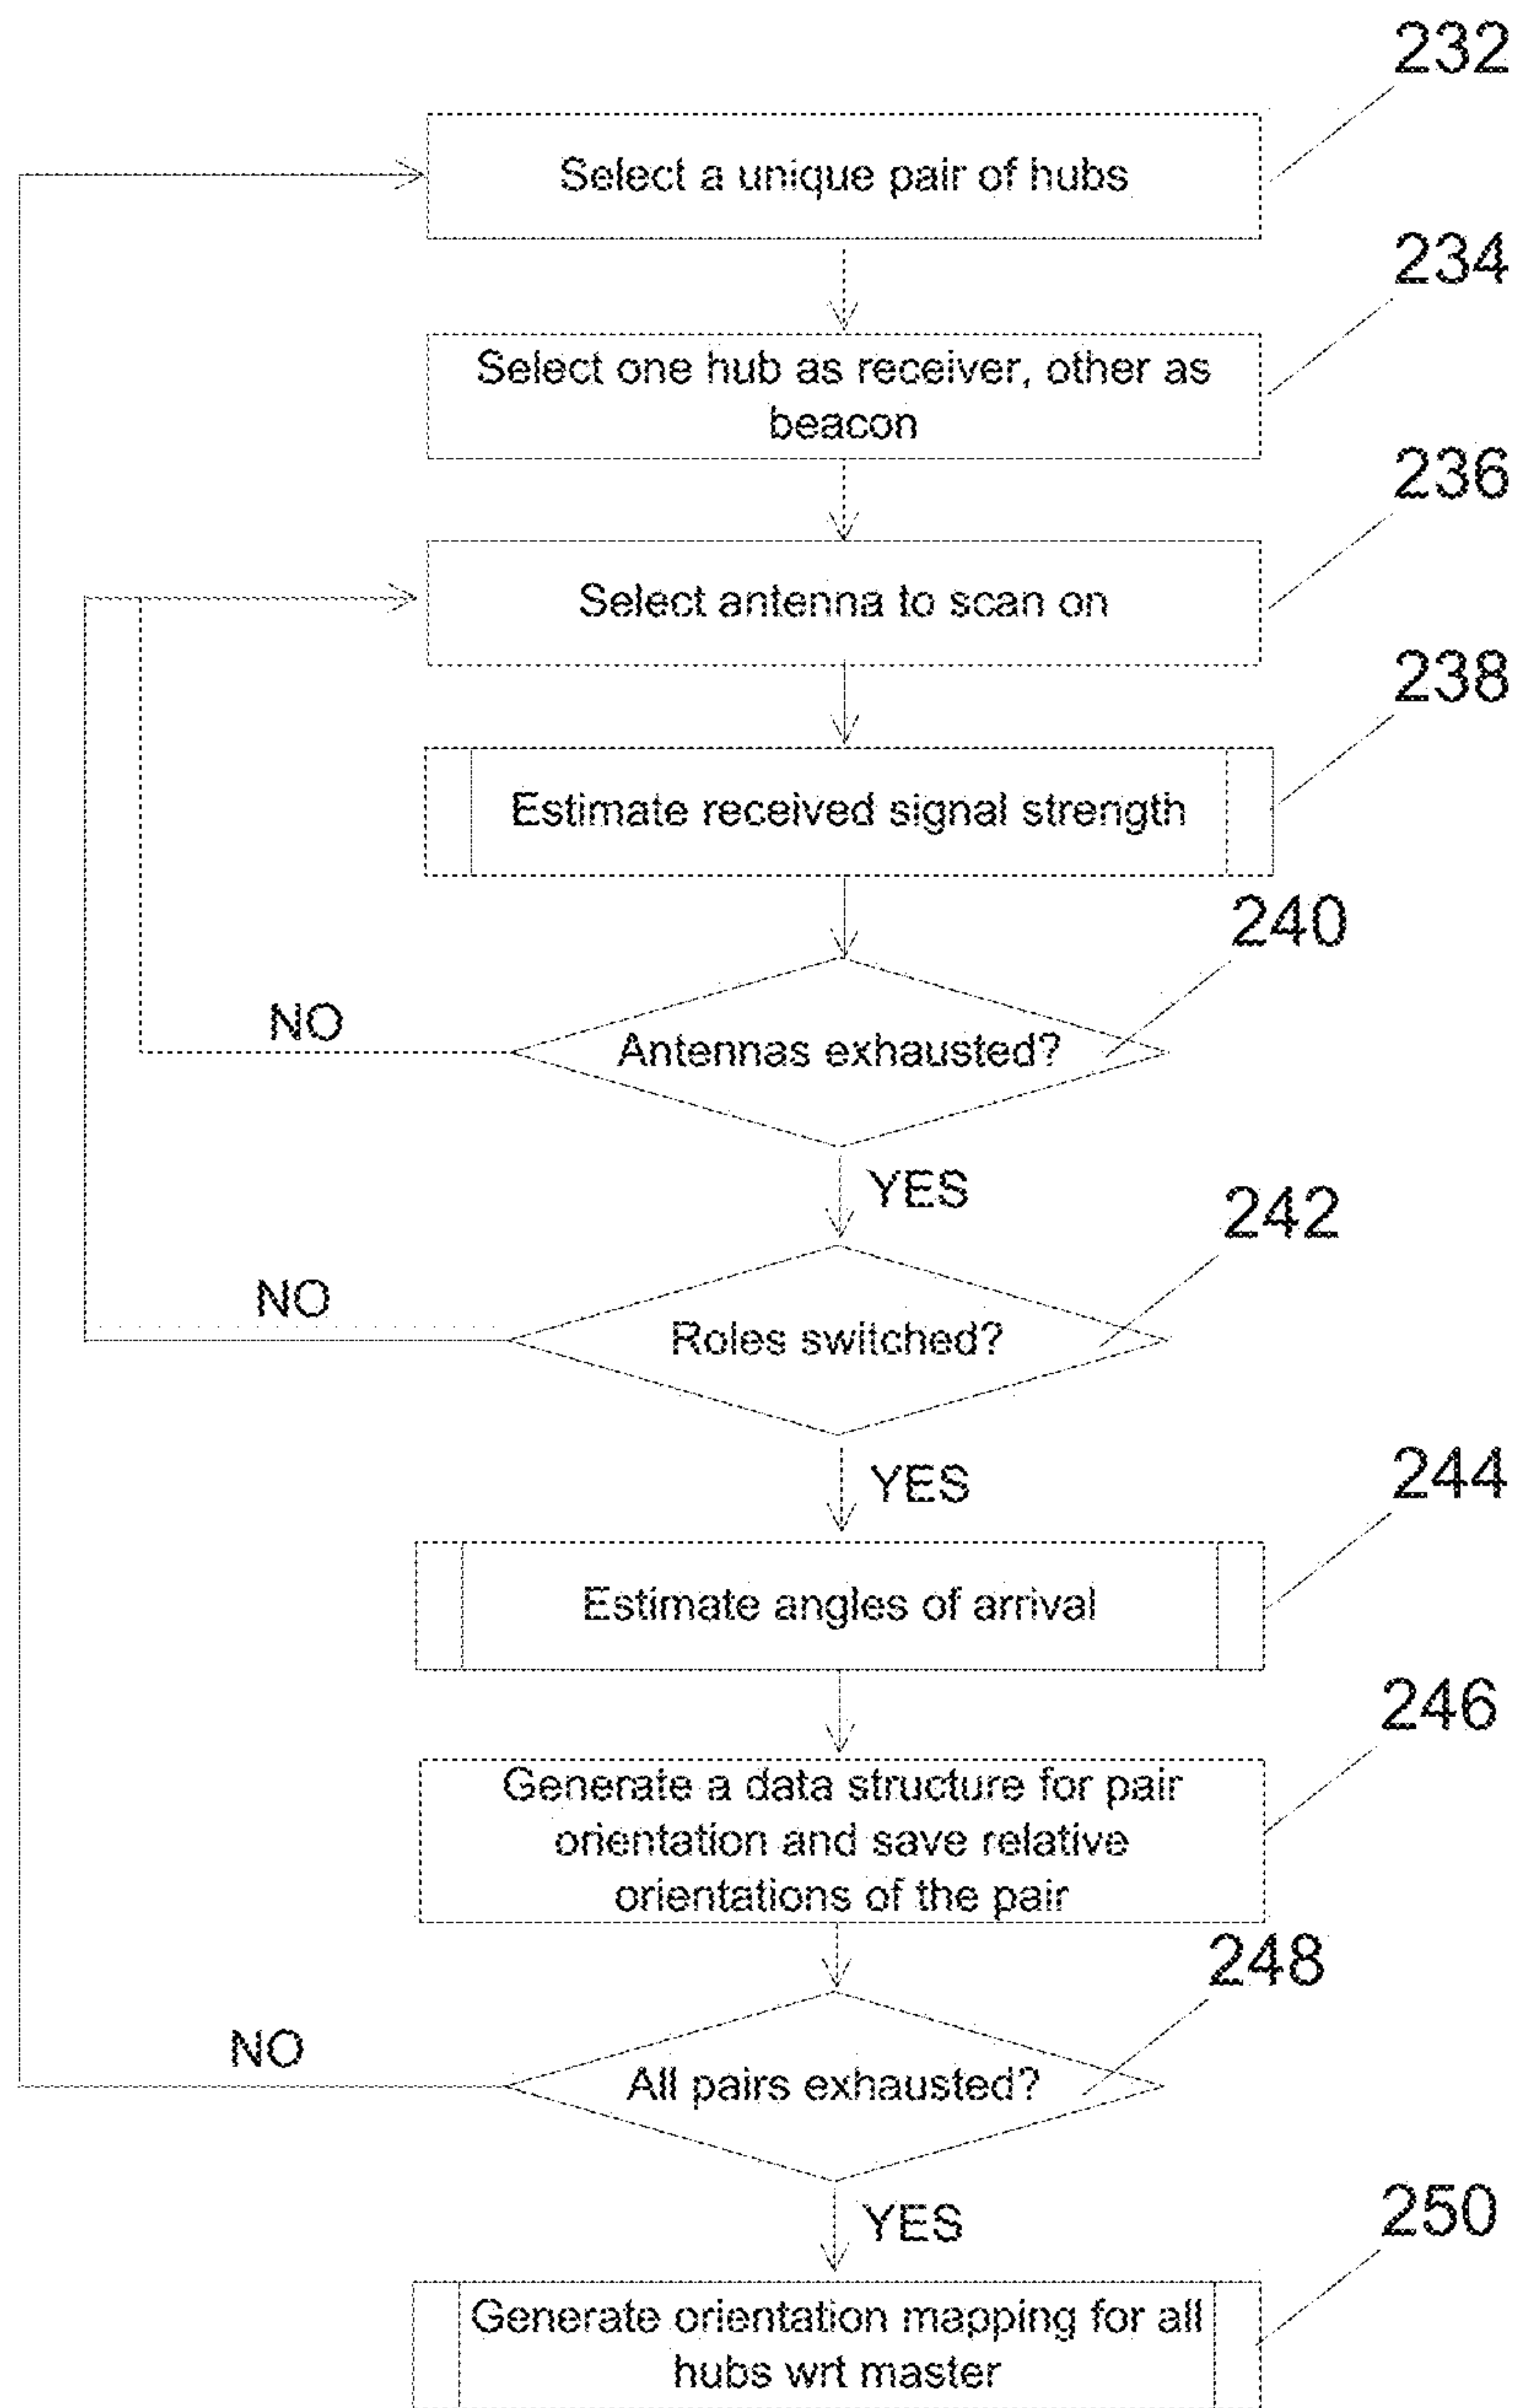 232
Select a unique pair of hubs
234
Select one hub as receiver, other as
beacon
236
Select antenna to scan on
238
Estimate received signal strength
240
Antennas exhausted?
NO
YES
242
Roles switched?
NO
YES
244
Estimate angles of arrival
246
Generate a data structure for pair
orientation and save relative
orientations of the pair
248
All pairs exhausted?
NO
YES
250
Generate orientation mapping for all
hubs wrt master